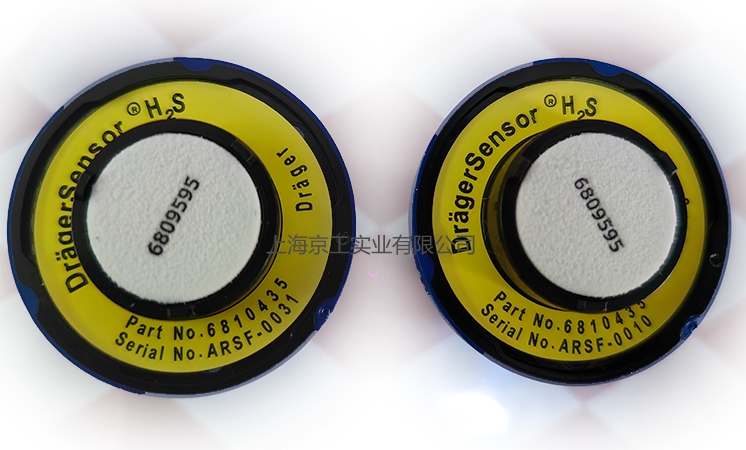 DrägerSensor ® H2S
Dräger
6809595
Part No.6810435
Serial No.ARSF-0031
DrägerSensor ® H2S
6809595
Part No.6810435
Serial No.ARSF-0010
上海京工实业有限公司